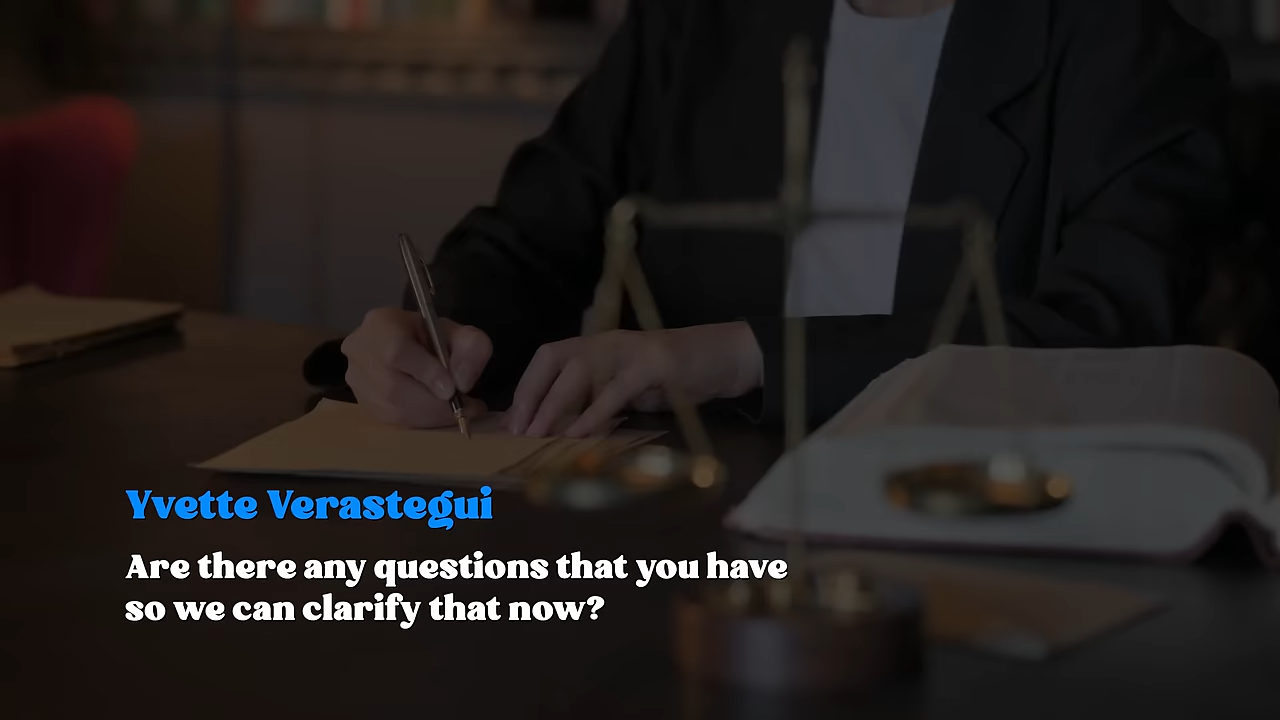 Yvette Verastegui
Are there any questions that you have
so we can clarify that now?